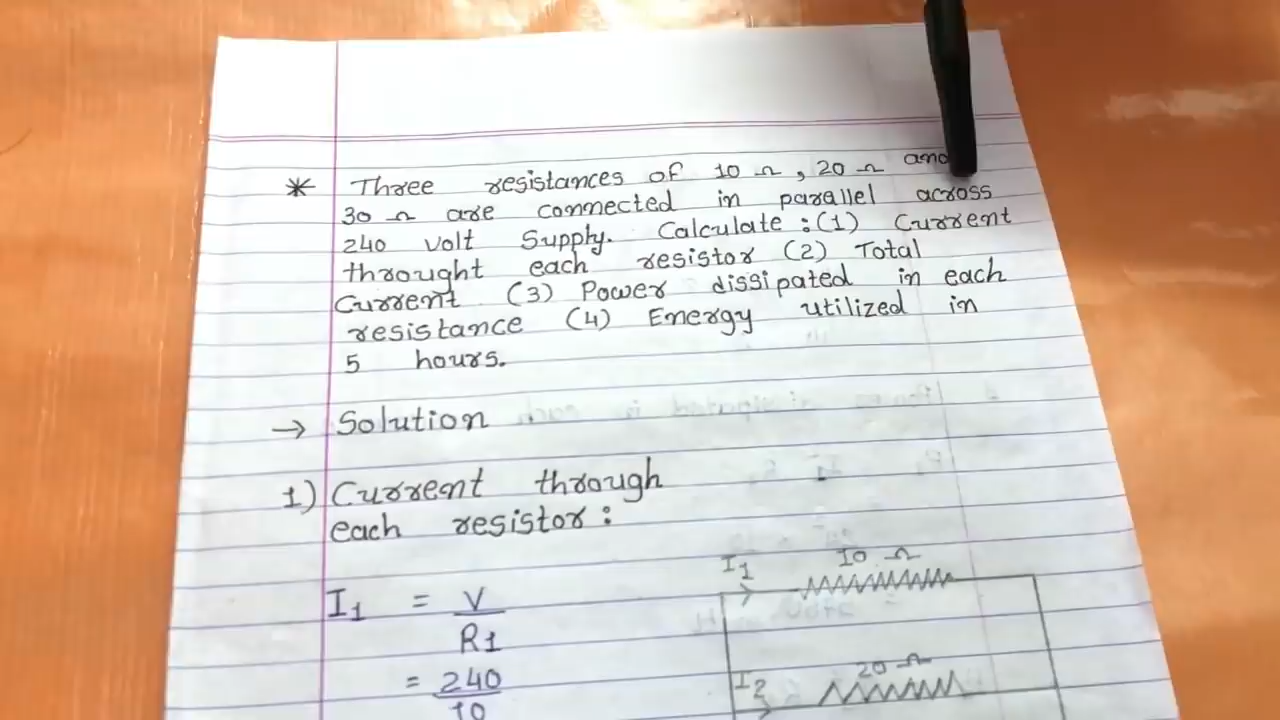 * Three resistances of 10 Ω, 20 Ω and
30 Ω are connected in parallel across
240 volt Supply. Calculate : (1) Current
throught each resistor (2) Total
Current (3) Power dissipated in each
resistance (4) Energy utilized in
5 hours.
→ Solution
1) Current through
each resistor :
I1 = V
R1
= 240
10
I1 10 Ω
I2 20 Ω